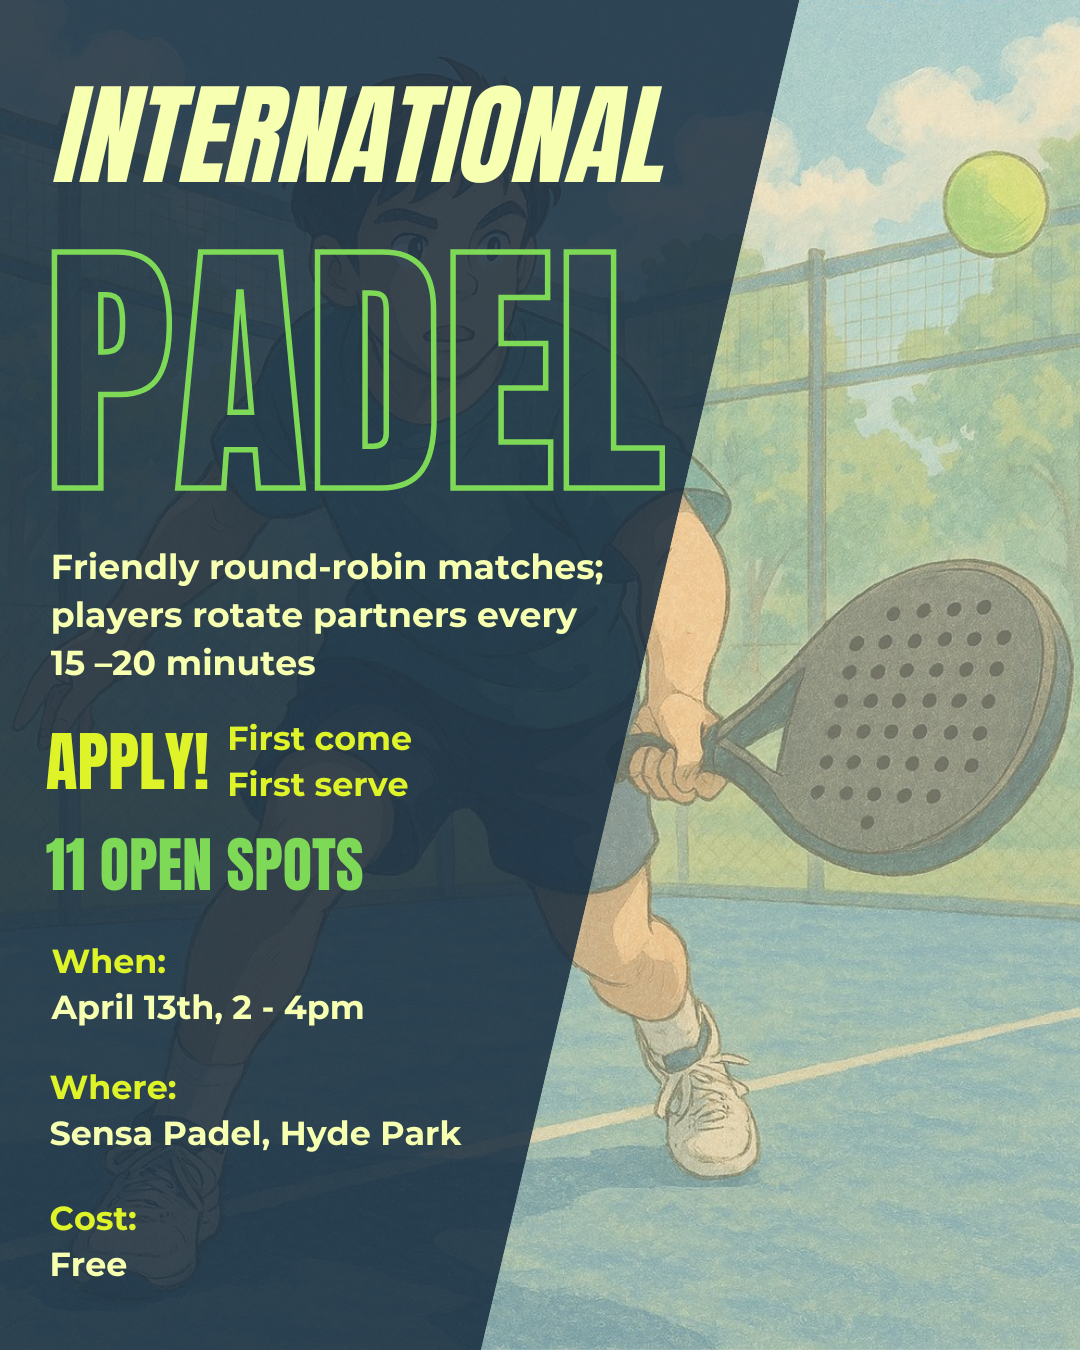 INTERNATIONAL
PADEL
Friendly round-robin matches;
players rotate partners every
15 –20 minutes
APPLY!
First come
First serve
11 OPEN SPOTS
When:
April 13th, 2 - 4pm
Where:
Sensa Padel, Hyde Park
Cost:
Free